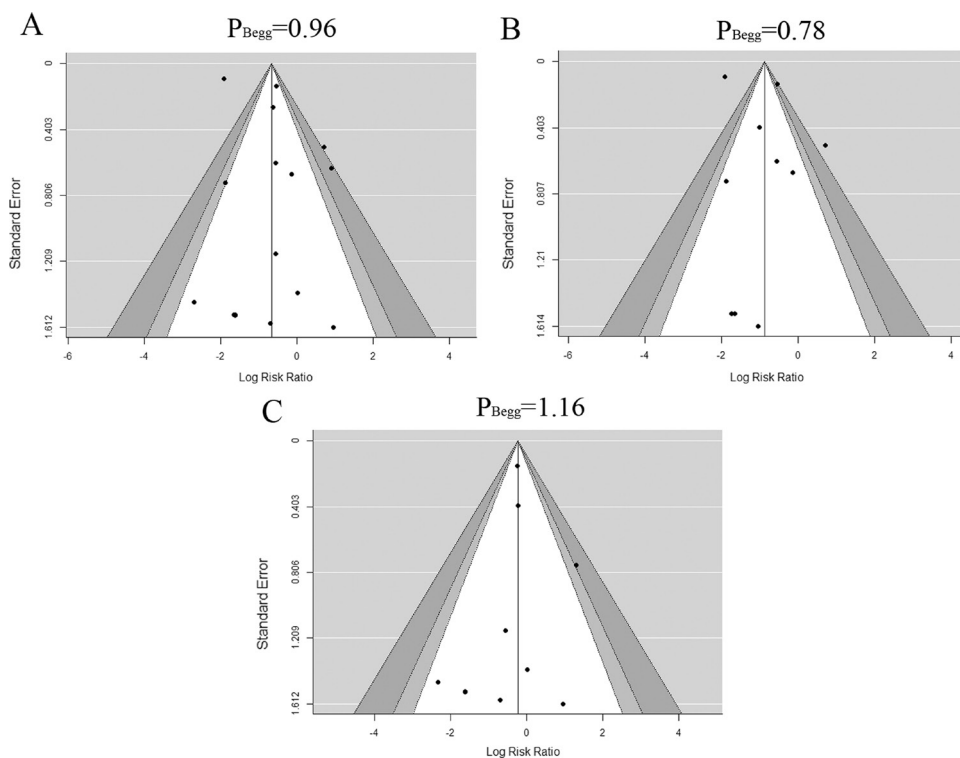 A
P_Begg=0.96
Standard Error
0
0.403
0.806
1.209
1.612
-6
-4
-2
0
2
4
Log Risk Ratio
B
P_Begg=0.78
Standard Error
0
0.403
0.807
1.21
1.614
-6
-4
-2
0
2
4
Log Risk Ratio
C
P_Begg=1.16
Standard Error
0
0.403
0.806
1.209
1.612
-4
-2
0
2
4
Log Risk Ratio